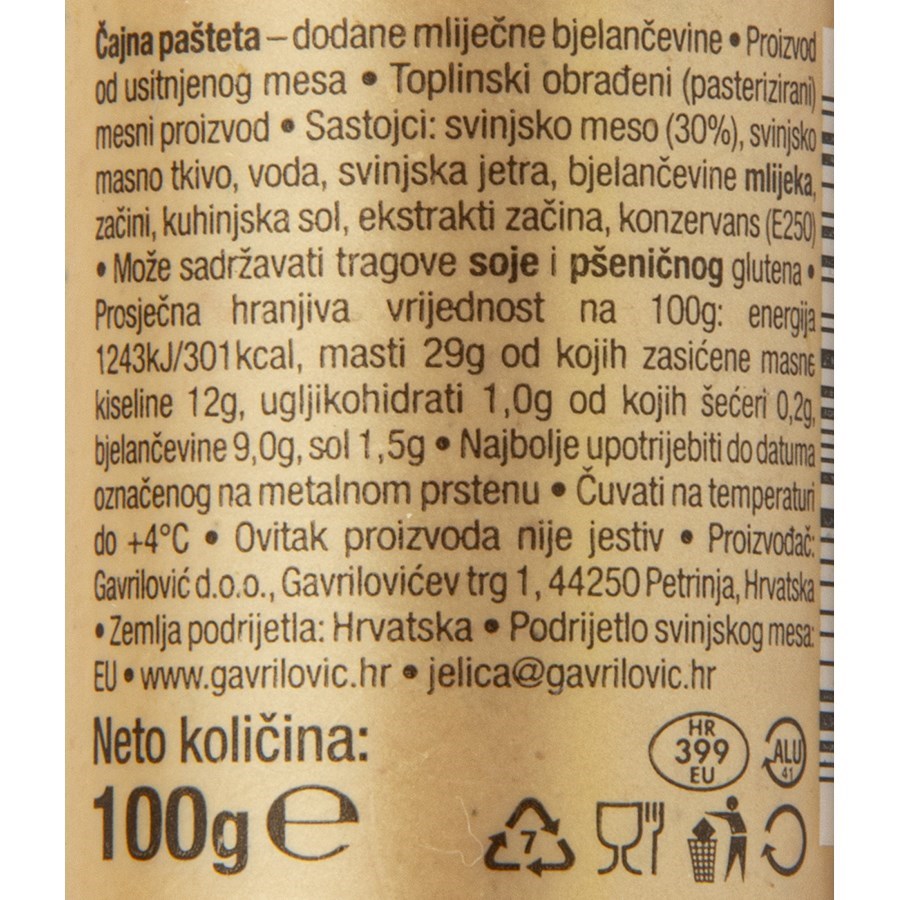 Čajna pašteta – dodane mliječne bjelančevine • Proizvod
od usitnjenog mesa • Toplinski obrađeni (pasterizirani)
mesni proizvod • Sastojci: svinjsko meso (30%), svinjsko
masno tkivo, voda, svinjska jetra, bjelančevine mlijeka,
začini, kuhinjska sol, ekstrakti začina, konzervans (E250)
• Može sadržavati tragove soje i pšeničnog glutena •
Prosječna hranjiva vrijednost na 100g: energija
1243kJ/301kcal, masti 29g od kojih zasićene masne
kiseline 12g, ugljikohidrati 1,0g od kojih šećeri 0,2g,
bjelančevine 9,0g, sol 1,5g • Najbolje upotrijebiti do datuma
označenog na metalnom prstenu • Čuvati na temperaturi
do +4°C • Ovitak proizvoda nije jestiv • Proizvođač:
Gavrilović d.o.o., Gavrilovićev trg 1, 44250 Petrinja, Hrvatska
• Zemlja podrijetla: Hrvatska • Podrijetlo svinjskog mesa:
EU • www.gavrilovic.hr • jelica@gavrilovic.hr
Neto količina:
100g ℮
HR
399
EU
ALU
41
7